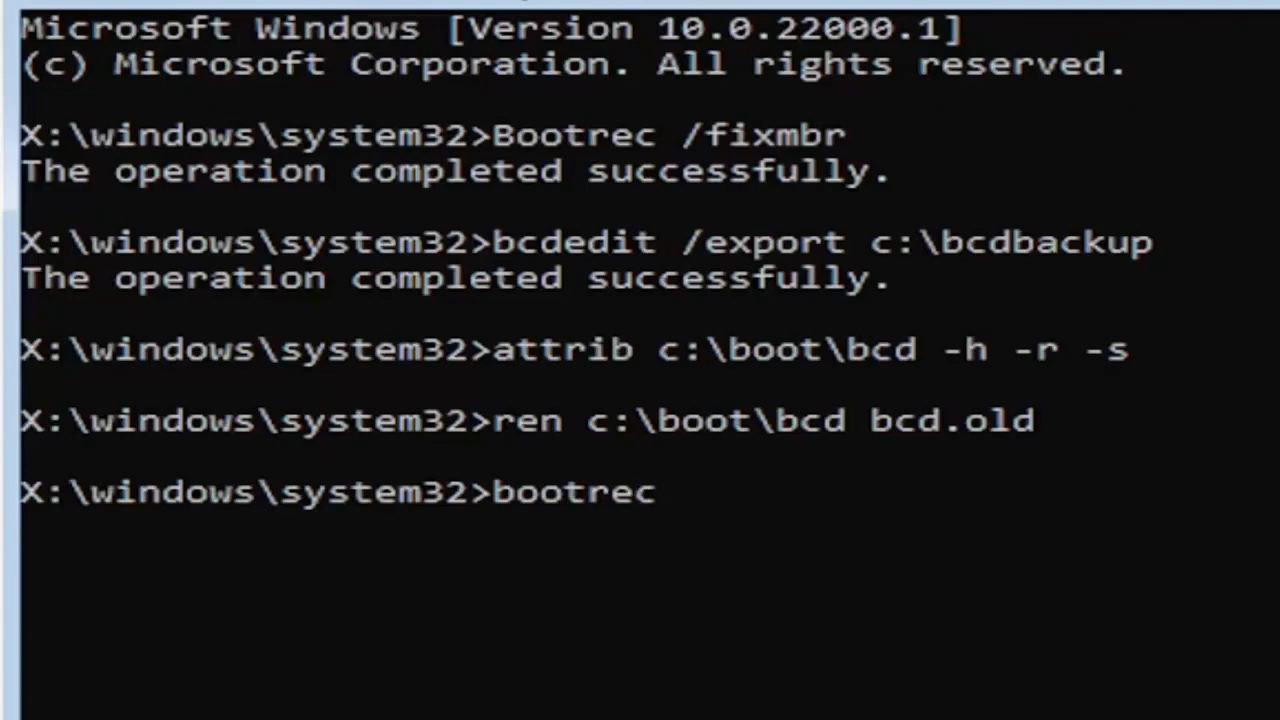 Microsoft Windows [Version 10.0.22000.1]
(c) Microsoft Corporation. All rights reserved.
X:\windows\system32>Bootrec /fixmbr
The operation completed successfully.
X:\windows\system32>bcdedit /export c:\bcdbackup
The operation completed successfully.
X:\windows\system32>attrib c:\boot\bcd -h -r -s
X:\windows\system32>ren c:\boot\bcd bcd.old
X:\windows\system32>bootrec